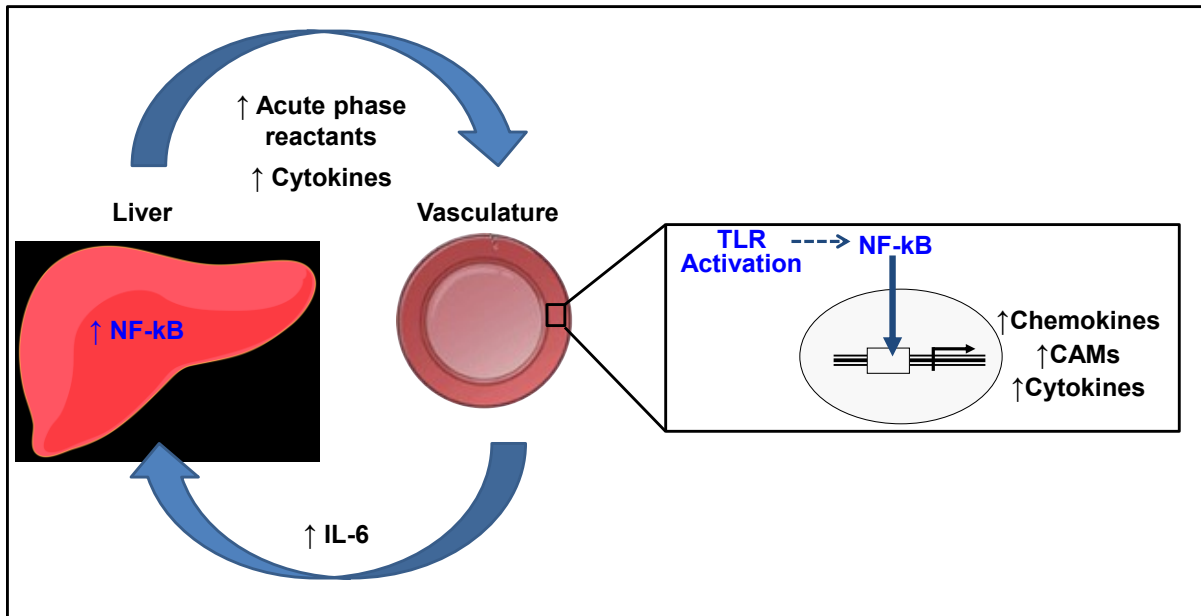 ↑ Acute phase
reactants
↑ Cytokines
Liver
Vasculature
↑ NF-kB
TLR
Activation
NF-kB
↑Chemokines
↑CAMs
↑Cytokines
↑ IL-6